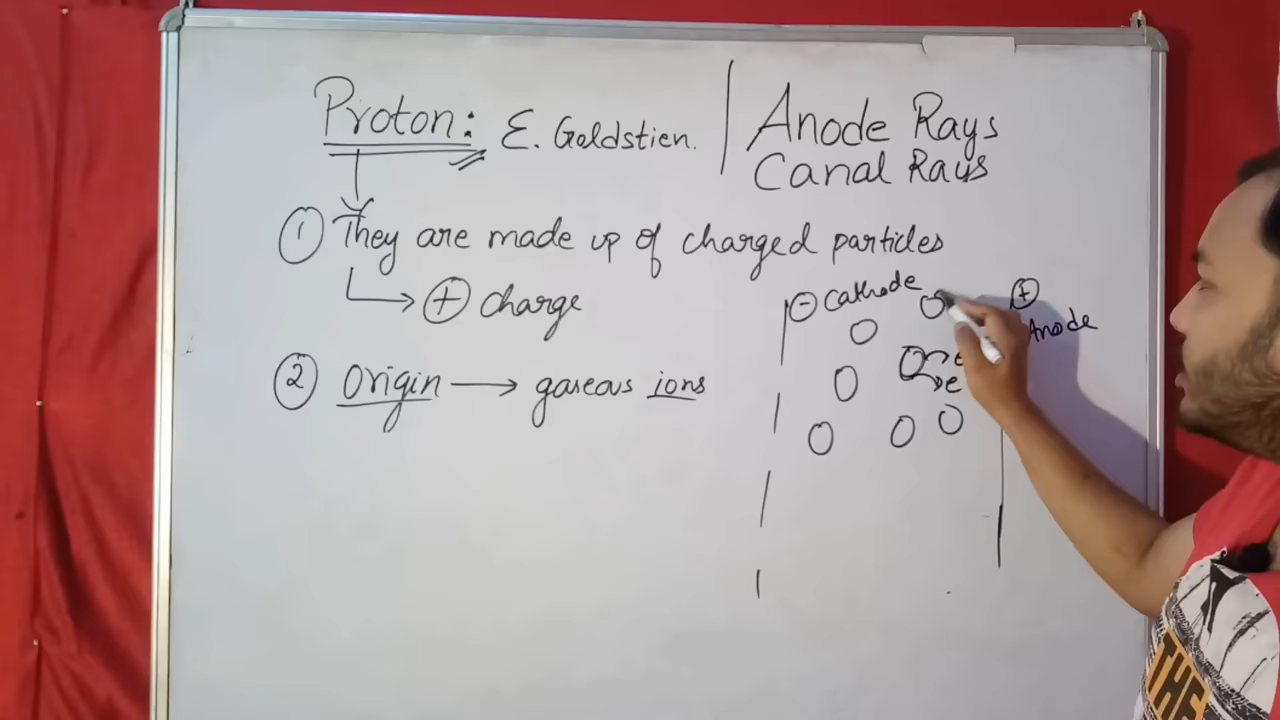 Proton: E. Goldstien.
Anode Rays
Canal Rays
1 They are made up of charged particles
+ charge
2 Origin → gaseous ions
- Cathode
+
Anode
e
e
THE